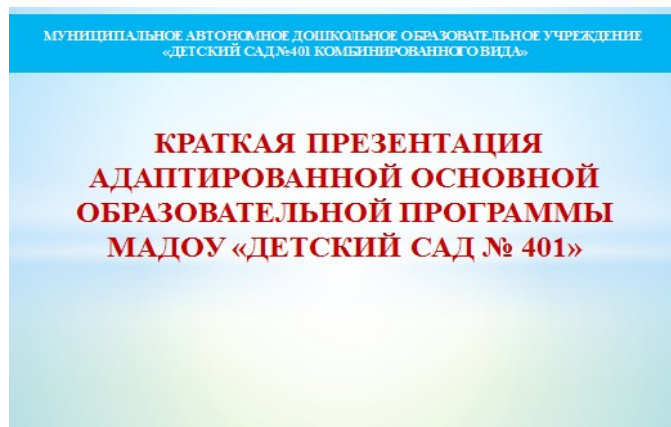 МУНИЦИПАЛЬНОЕ АВТОНОМНОЕ ДОШКОЛЬНОЕ ОБРАЗОВАТЕЛЬНОЕ УЧРЕЖДЕНИЕ
«ДЕТСКИЙ САД №401 КОМБИНИРОВАННОГО ВИДА»
КРАТКАЯ ПРЕЗЕНТАЦИЯ
АДАПТИРОВАННОЙ ОСНОВНОЙ
ОБРАЗОВАТЕЛЬНОЙ ПРОГРАММЫ
МАДОУ «ДЕТСКИЙ САД № 401»